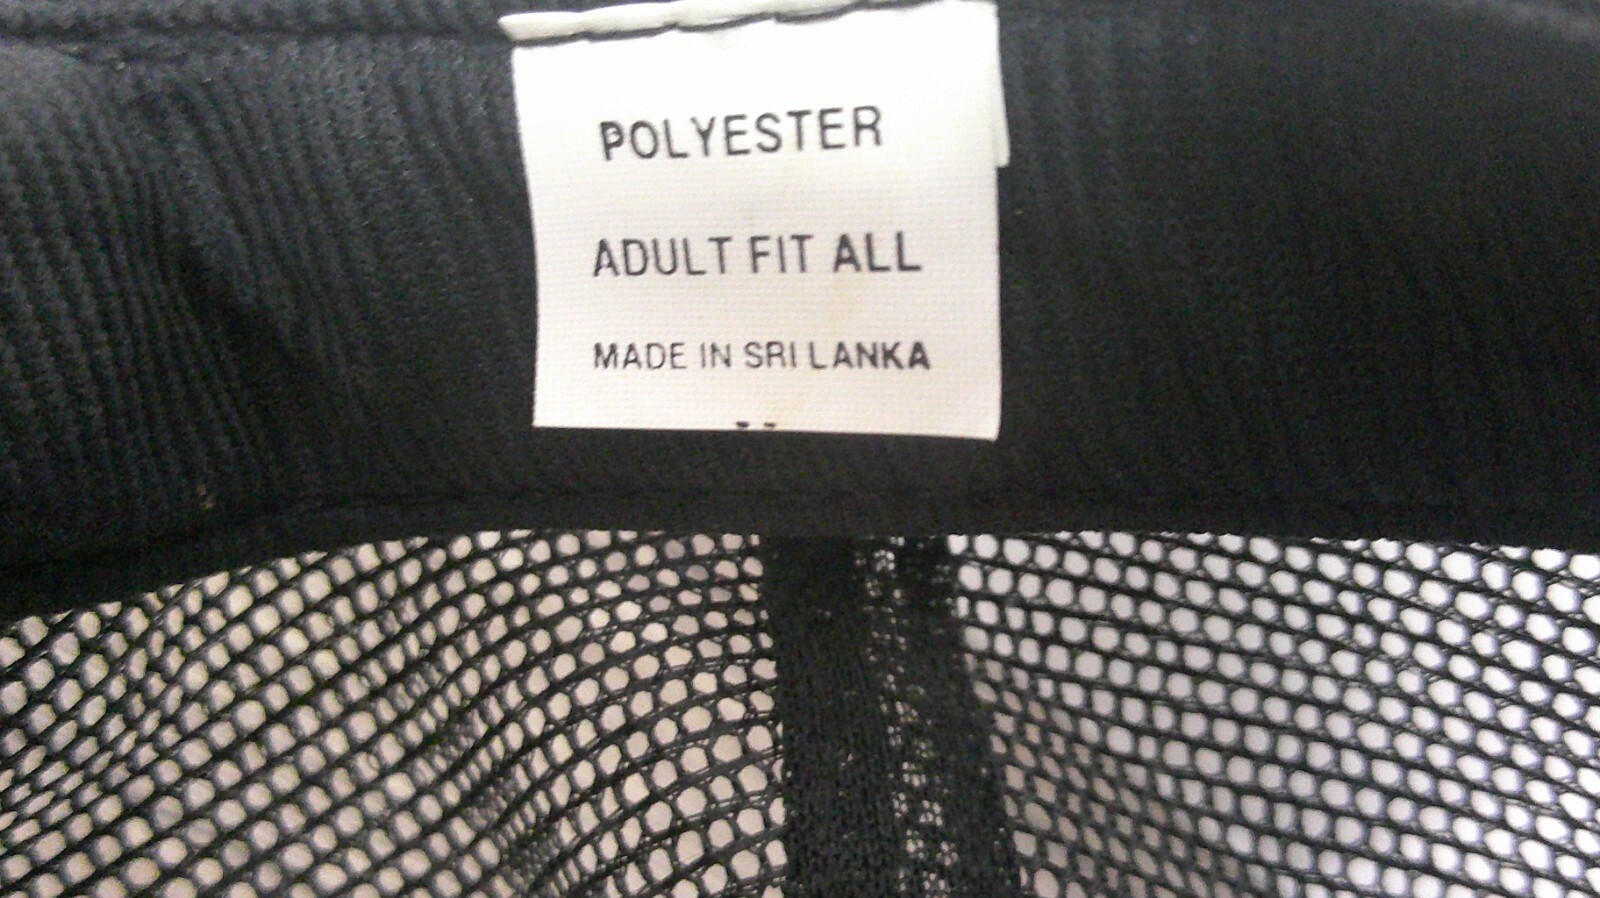 POLYESTER
ADULT FIT ALL
MADE IN SRI LANKA